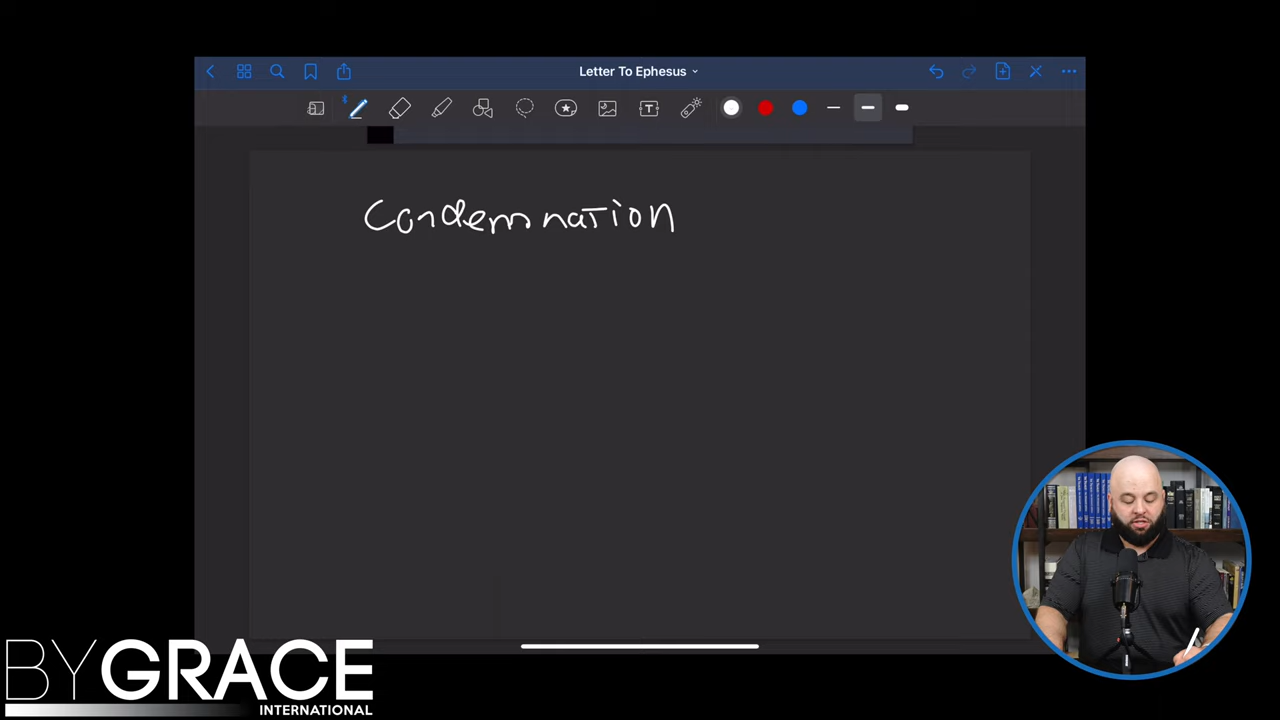 Letter To Ephesus
T
Condemnation
BYGRACE
INTERNATIONAL